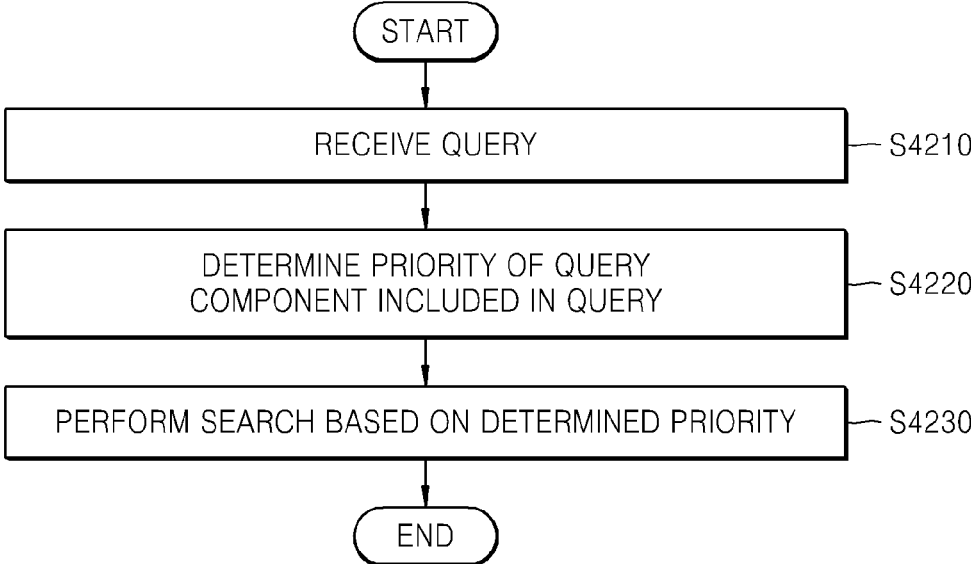 START
RECEIVE QUERY
S4210
DETERMINE PRIORITY OF QUERY
COMPONENT INCLUDED IN QUERY
S4220
PERFORM SEARCH BASED ON DETERMINED PRIORITY
S4230
END